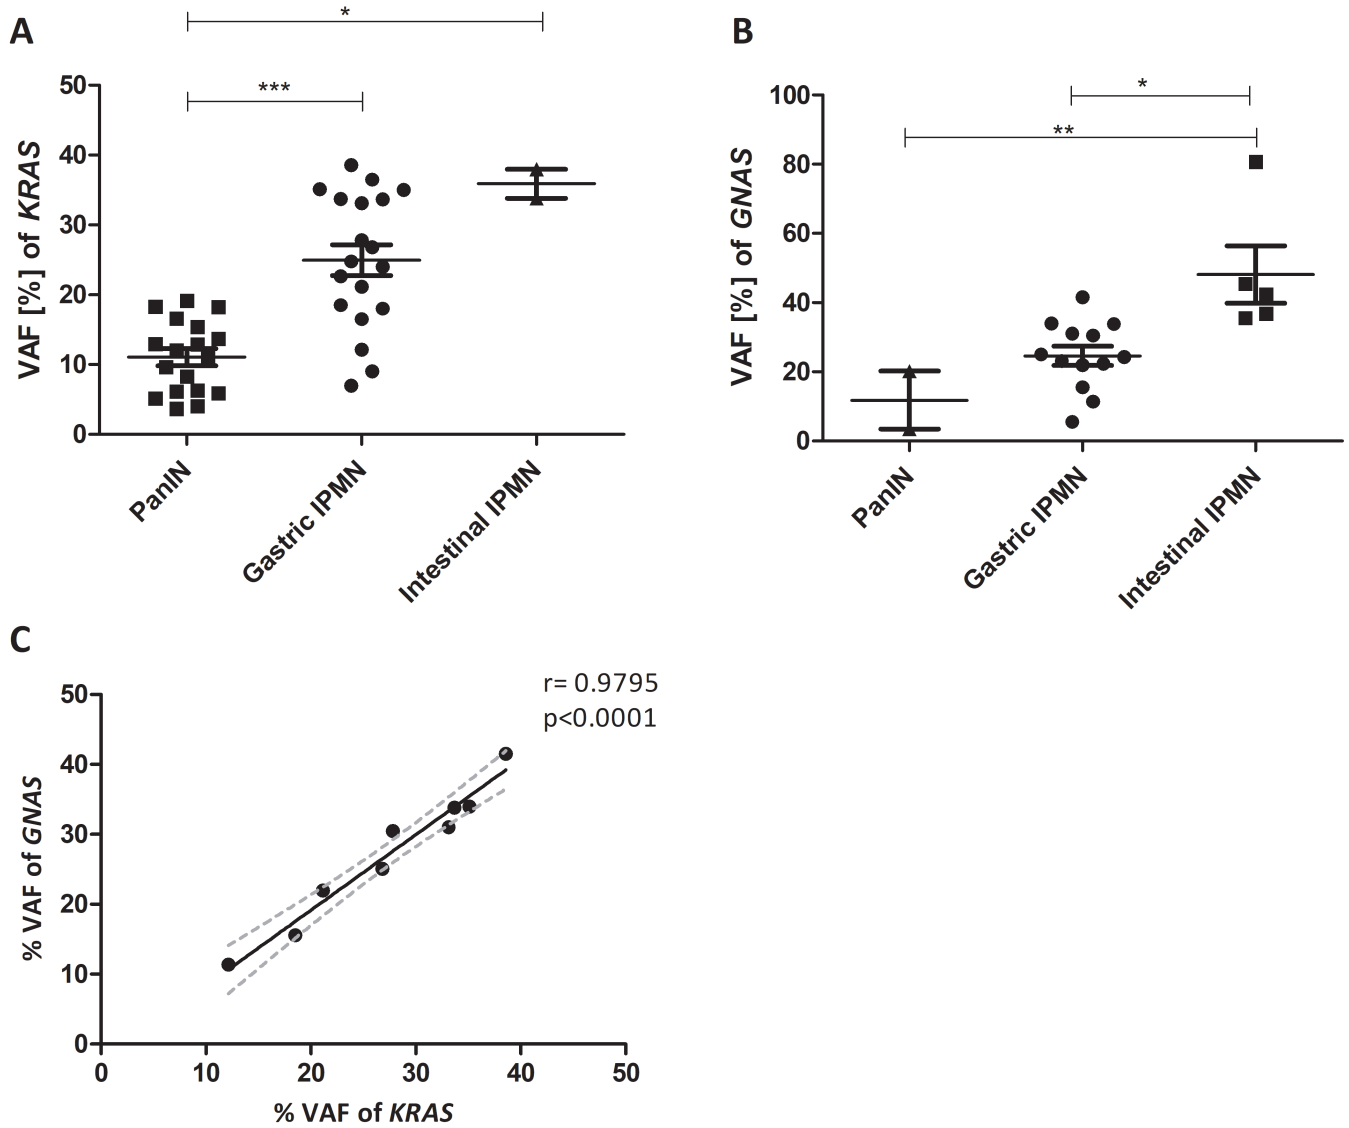 A
*
***
VAF [%] of KRAS
50
40
30
20
10
0
PanIN
Gastric IPMN
Intestinal IPMN
B
*
**
VAF [%] of GNAS
100
80
60
40
20
0
PanIN
Gastric IPMN
Intestinal IPMN
C
r= 0.9795
p<0.0001
% VAF of GNAS
50
40
30
20
10
0
0 10 20 30 40 50
% VAF of KRAS